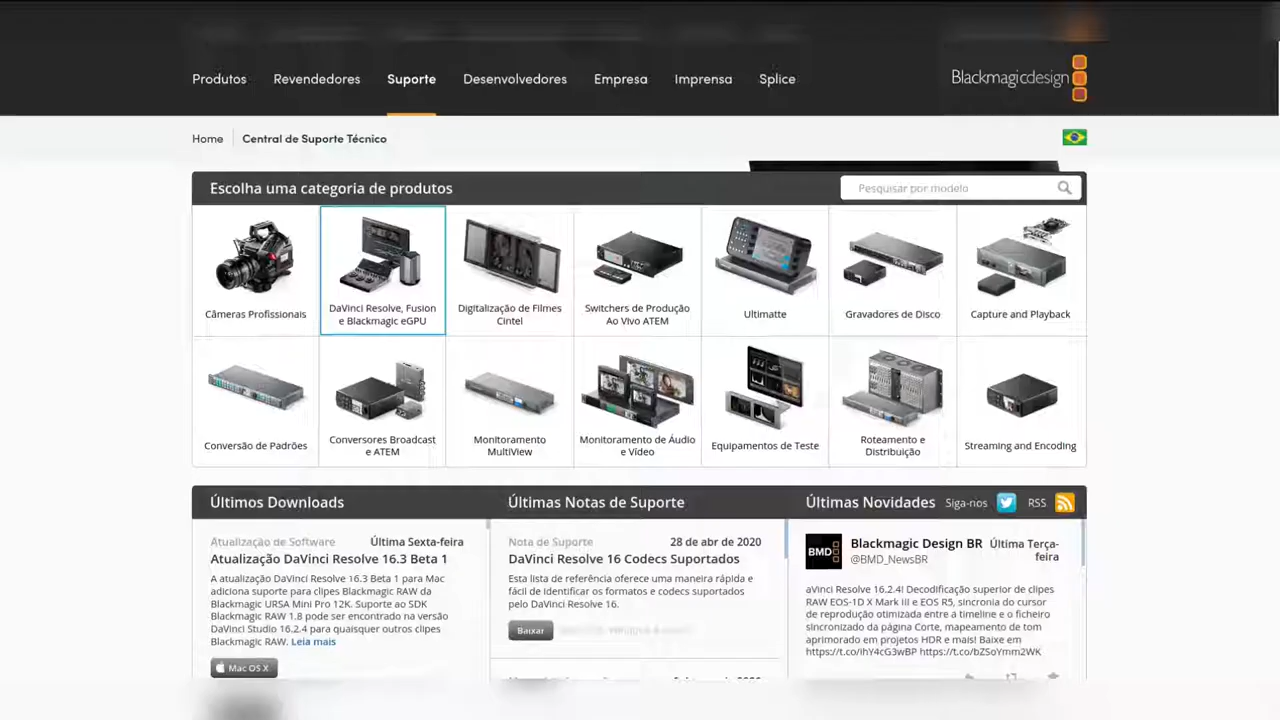 Produtos Revendedores Suporte Desenvolvedores Empresa Imprensa Splice Blackmagicdesign
Home Central de Suporte Técnico
Escolha uma categoria de produtos Pesquisar por modelo
Câmeras Profissionais
DaVinci Resolve, Fusion
e Blackmagic eGPU
Digitalização de Filmes
Cintel
Switchers de Produção
Ao Vivo ATEM
Ultimatte
Gravadores de Disco
Capture and Playback
Conversão de Padrões
Conversores Broadcast
e ATEM
Monitoramento
MultiView
Monitoramento de Áudio
e Vídeo
Equipamentos de Teste
Roteamento e
Distribuição
Streaming and Encoding
Últimos Downloads
Atualização de Software Última Sexta-feira
Atualização DaVinci Resolve 16.3 Beta 1
A atualização DaVinci Resolve 16.3 Beta 1 para Mac
adiciona suporte para clipes Blackmagic RAW da
Blackmagic URSA Mini Pro 12K. Suporte ao SDK
Blackmagic RAW 1.8 pode ser encontrado na versão
DaVinci Studio 16.2.4 para quaisquer outros clipes
Blackmagic RAW. Leia mais
Mac OS X
Últimas Notas de Suporte
Nota de Suporte 28 de abr de 2020
DaVinci Resolve 16 Codecs Suportados
Esta lista de referência oferece uma maneira rápida e
fácil de identificar os formatos e codecs suportados
pelo DaVinci Resolve 16.
Baixar
Últimas Novidades Siga-nos RSS
BMD
Blackmagic Design BR Última Terça-
feira
@BMD_NewsBR
aVinci Resolve 16.2.4! Decodificação superior de clipes
RAW EOS-1D X Mark III e EOS R5, sincronia do cursor
de reprodução otimizada entre a timeline e o ficheiro
sincronizado da página Corte, mapeamento de tom
aprimorado em projetos HDR e mais! Baixe em
https://t.co/IhY4cG3wBP https://t.co/bZSoYmm2WK